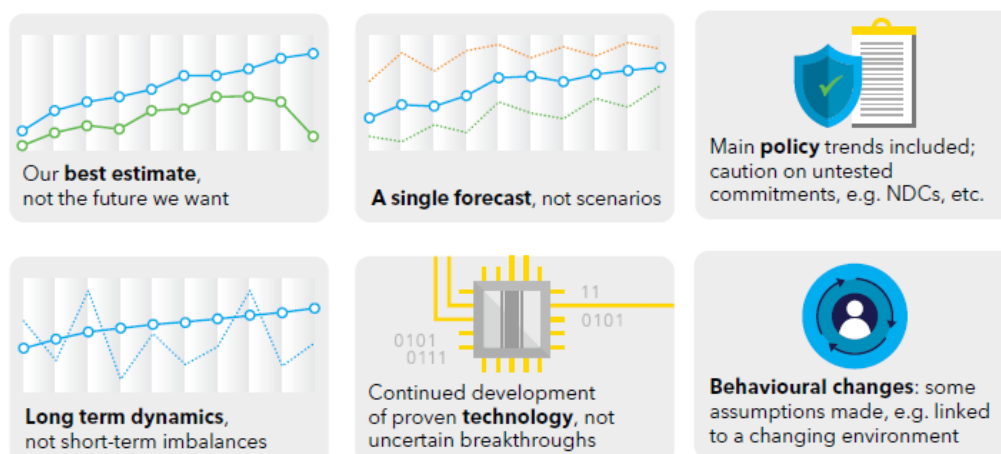 Our best estimate,
not the future we want
A single forecast, not scenarios
Main policy trends included;
caution on untested
commitments, e.g. NDCs, etc.
Long term dynamics,
not short-term imbalances
11
0101
0101
0111
Continued development
of proven technology, not
uncertain breakthroughs
Behavioural changes: some
assumptions made, e.g. linked
to a changing environment